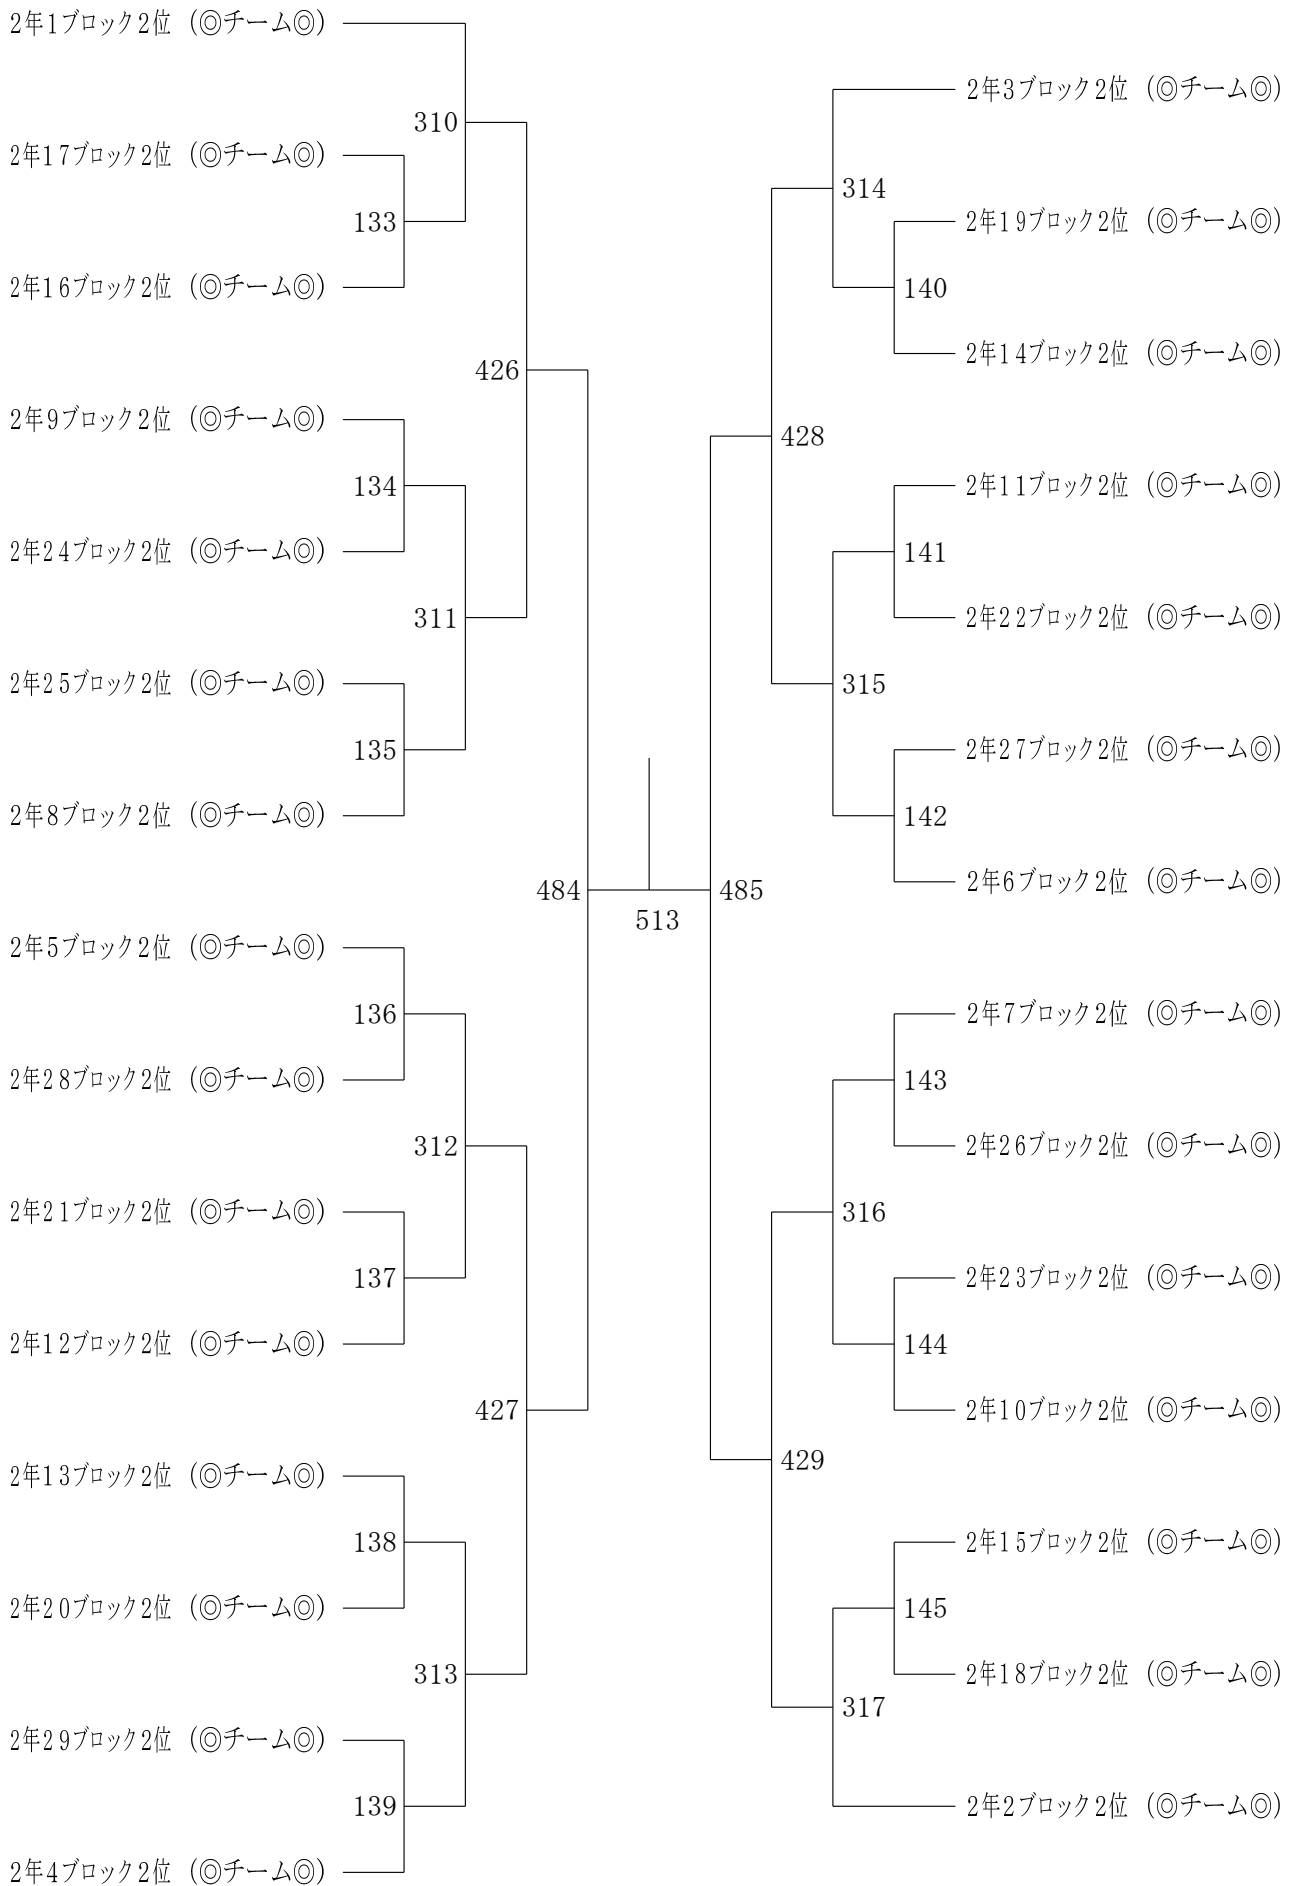 2年1ブロック2位 (◎チーム◎)
2年3ブロック2位 (◎チーム◎)
310
2年17ブロック2位 (◎チーム◎)
314
133
2年19ブロック2位 (◎チーム◎)
2年16ブロック2位 (◎チーム◎)
140
2年14ブロック2位 (◎チーム◎)
426
2年9ブロック2位 (◎チーム◎)
428
134
2年11ブロック2位 (◎チーム◎)
2年24ブロック2位 (◎チーム◎)
141
311
2年22ブロック2位 (◎チーム◎)
2年25ブロック2位 (◎チーム◎)
315
135
2年27ブロック2位 (◎チーム◎)
2年8ブロック2位 (◎チーム◎)
142
2年6ブロック2位 (◎チーム◎)
484
485
513
2年5ブロック2位 (◎チーム◎)
136
2年7ブロック2位 (◎チーム◎)
2年28ブロック2位 (◎チーム◎)
143
312
2年26ブロック2位 (◎チーム◎)
2年21ブロック2位 (◎チーム◎)
316
137
2年23ブロック2位 (◎チーム◎)
2年12ブロック2位 (◎チーム◎)
144
427
2年10ブロック2位 (◎チーム◎)
429
2年13ブロック2位 (◎チーム◎)
138
2年15ブロック2位 (◎チーム◎)
2年20ブロック2位 (◎チーム◎)
145
313
2年18ブロック2位 (◎チーム◎)
317
2年29ブロック2位 (◎チーム◎)
139
2年2ブロック2位 (◎チーム◎)
2年4ブロック2位 (◎チーム◎)